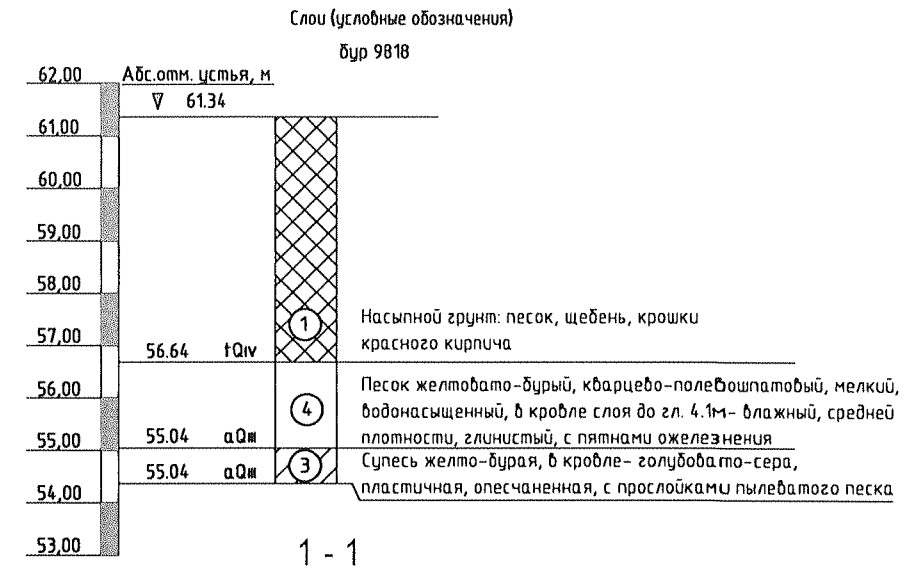 Слои (условные обозначения)
бур 9818
62,00
Абс.отм. устья, м
61.34
61,00
60,00
59,00
58,00
57,00
1
Насыпной грунт: песок, щебень, крошки
красного кирпича
56.64 tQIV
56,00
4
Песок желтовато-бурый, кварцево-полевошпатовый, мелкий,
водонасыщенный, в кровле слоя до гл. 4.1м- влажный, средней
плотности, глинистый, с пятнами ожелезнения
55,00
55.04 aQIII
3
Супесь желто-бурая, в кровле- голубовато-сера,
пластичная, опесчаненная, с прослойками пылеватого песка
55.04 aQIII
54,00
53,00
1 - 1